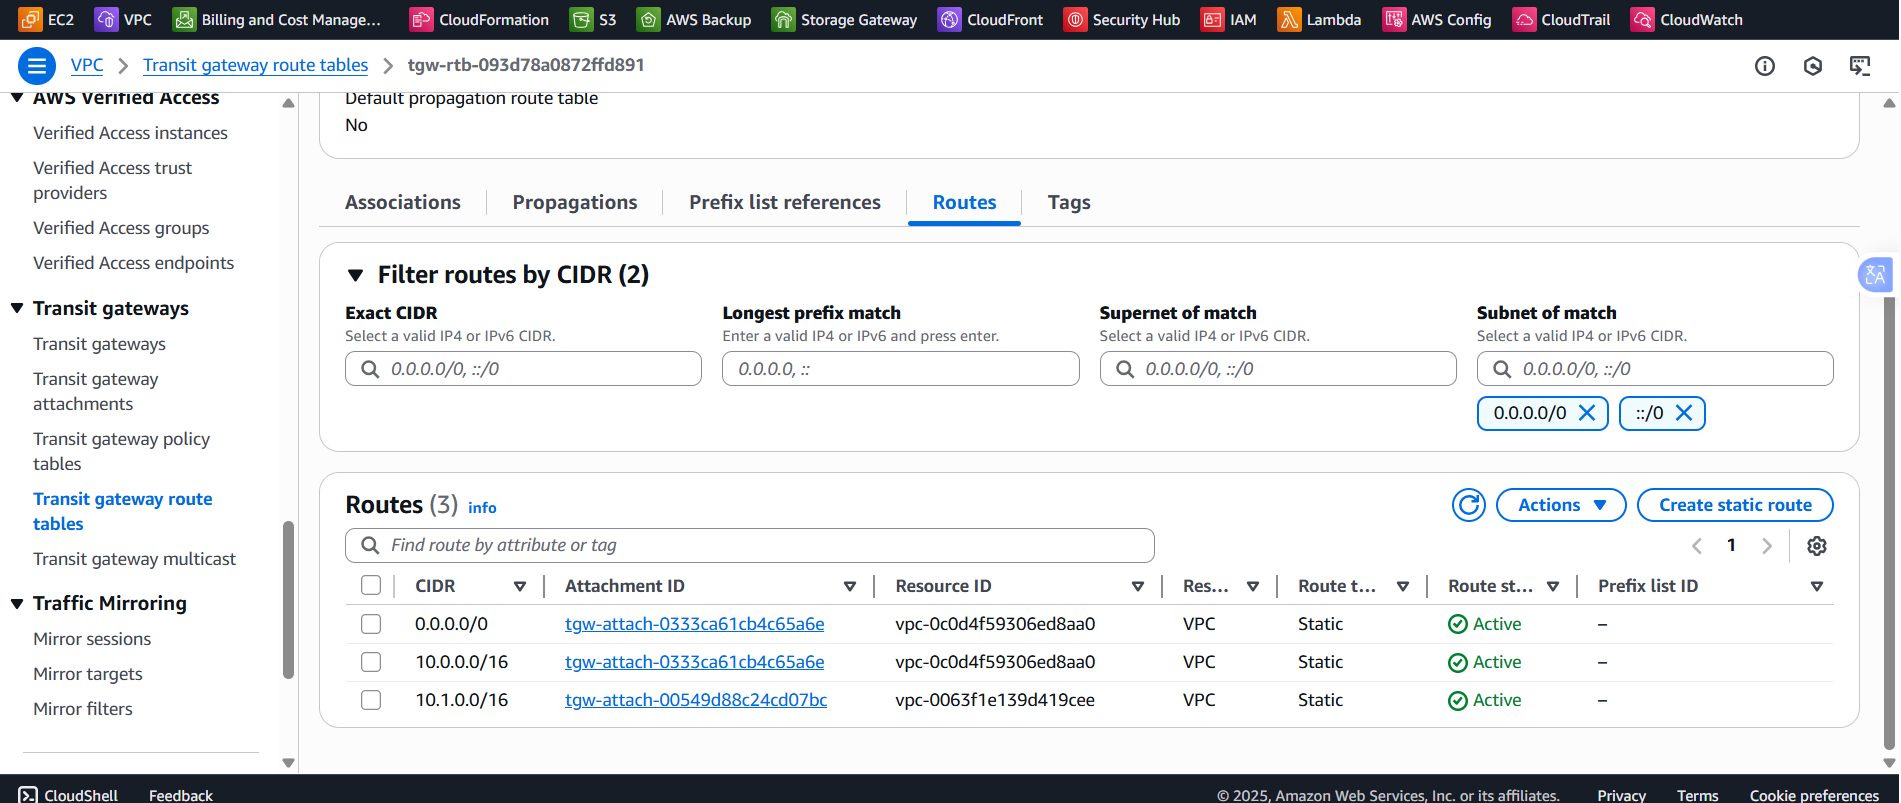 EC2 VPC Billing and Cost Manage... CloudFormation S3 AWS Backup Storage Gateway CloudFront Security Hub IAM Lambda AWS Config CloudTrail CloudWatch
VPC Transit gateway route tables tgw-rtb-093d78a0872ffd891
AWS Verified Access
Verified Access instances
Verified Access trust
providers
Verified Access groups
Verified Access endpoints
Transit gateways
Transit gateways
Transit gateway
attachments
Transit gateway policy
tables
Transit gateway route
tables
Transit gateway multicast
Traffic Mirroring
Mirror sessions
Mirror targets
Mirror filters
Default propagation route table
No
Associations Propagations Prefix list references Routes Tags
Filter routes by CIDR (2)
Exact CIDR Longest prefix match Supernet of match Subnet of match
Select a valid IP4 or IPv6 CIDR. Enter a valid IP4 or IPv6 and press enter. Select a valid IP4 or IPv6 CIDR. Select a valid IP4 or IPv6 CIDR.
0.0.0.0/0, ::/0 0.0.0.0, :: 0.0.0.0/0, ::/0 0.0.0.0/0, ::/0
0.0.0.0/0 ::/0
Routes (3) info Actions Create static route
Find route by attribute or tag 1
CIDR Attachment ID Resource ID Res... Route t... Route st... Prefix list ID
0.0.0.0/0 tgw-attach-0333ca61cb4c65a6e vpc-0c0d4f59306ed8aa0 VPC Static Active –
10.0.0.0/16 tgw-attach-0333ca61cb4c65a6e vpc-0c0d4f59306ed8aa0 VPC Static Active –
10.1.0.0/16 tgw-attach-00549d88c24cd07bc vpc-0063f1e139d419cee VPC Static Active –
CloudShell Feedback © 2025, Amazon Web Services, Inc. or its affiliates. Privacy Terms Cookie preferences